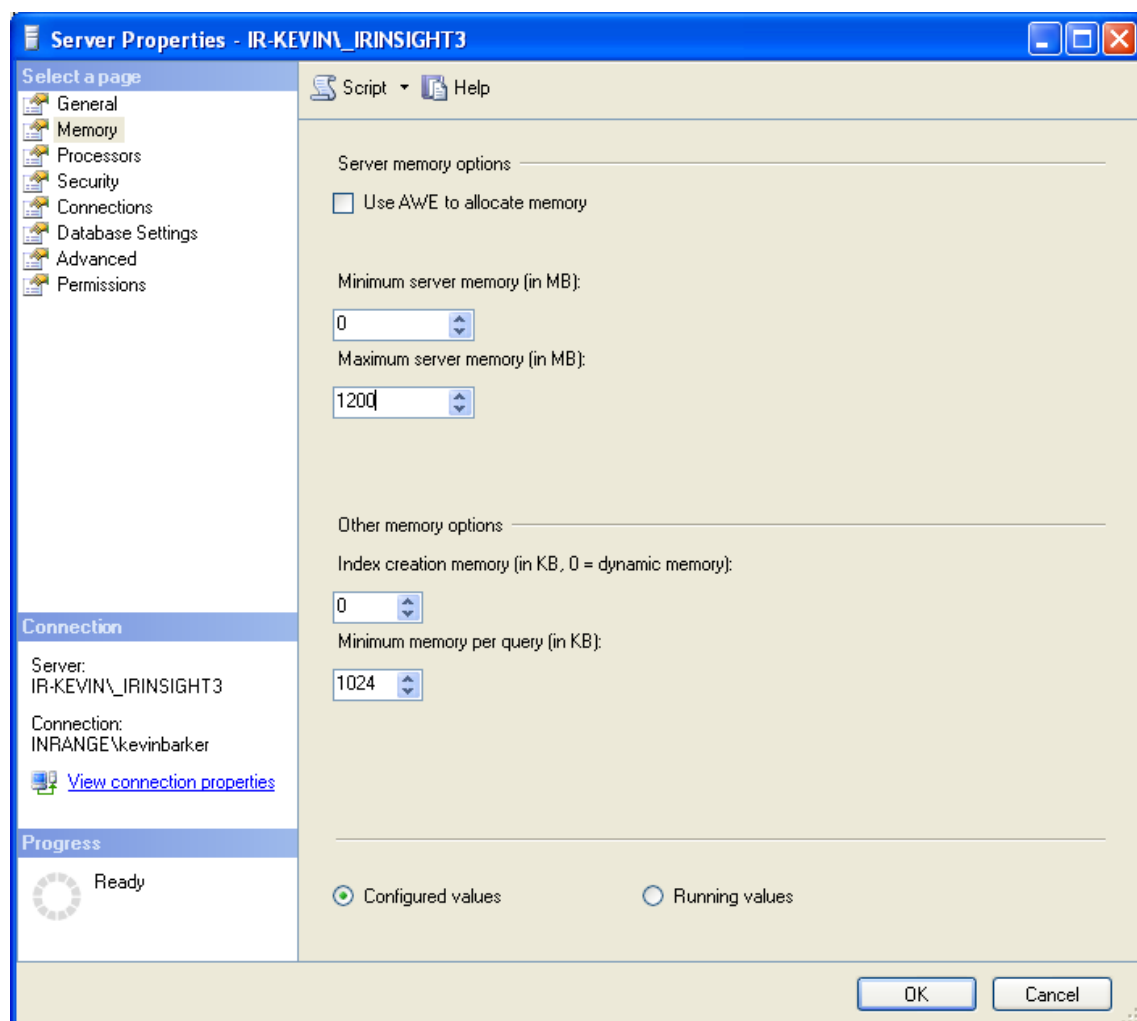 Server Properties - IR-KEVIN\_IRINSIGHT3
Select a page
General
Memory
Processors
Security
Connections
Database Settings
Advanced
Permissions
Connection
Server:
IR-KEVIN\_IRINSIGHT3
Connection:
INRANGE\kevinbarker
View connection properties
Progress
Ready
Script
Help
Server memory options
Use AWE to allocate memory
Minimum server memory (in MB):
0
Maximum server memory (in MB):
1200
Other memory options
Index creation memory (in KB, 0 = dynamic memory):
0
Minimum memory per query (in KB):
1024
Configured values
Running values
OK
Cancel